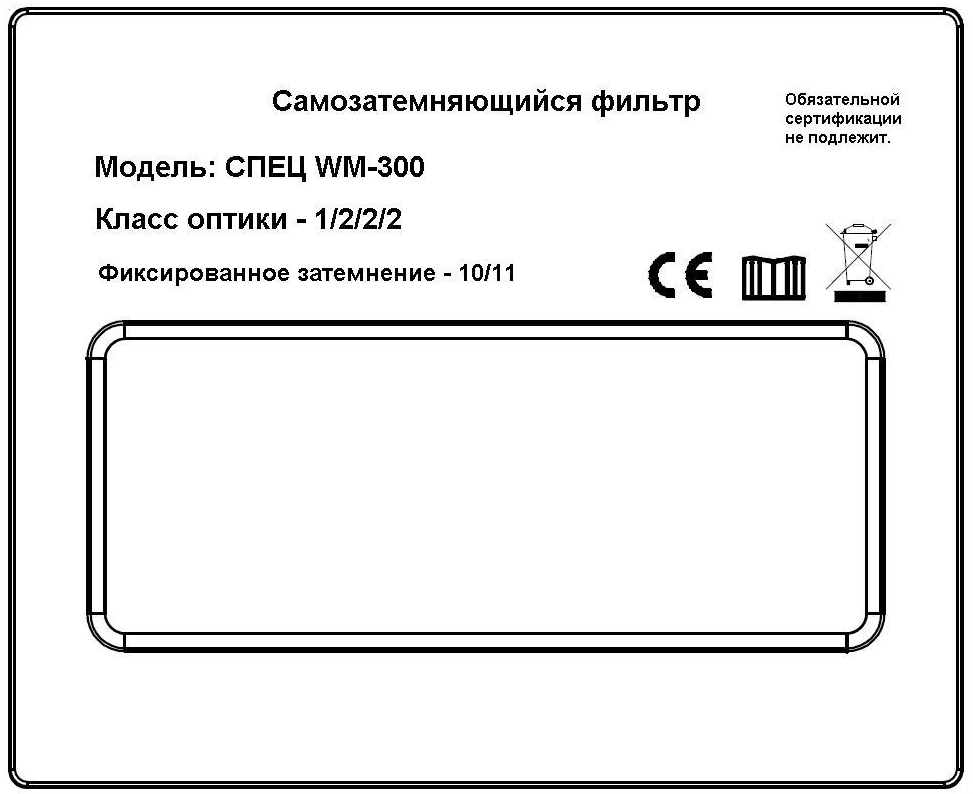 Самозатемняющийся фильтр
Обязательной
сертификации
не подлежит.
Модель: СПЕЦ WM-300
Класс оптики - 1/2/2/2
Фиксированное затемнение - 10/11
CE